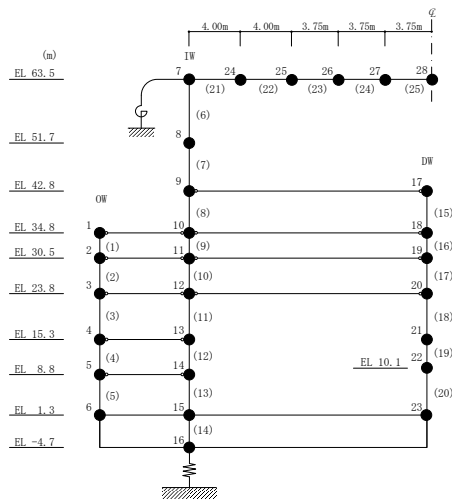 ℄
4.00m 4.00m 3.75m 3.75m 3.75m
(m) IW
EL 63.5 7 24 25 26 27 28
(21) (22) (23) (24) (25)
(6)
EL 51.7 8
(7) DW
EL 42.8 9 17
OW (8) (15)
EL 34.8 1 10 18
(1) (9) (16)
EL 30.5 2 11 19
(2) (10) (17)
EL 23.8 3 12 20
(3) (11) (18)
EL 15.3 4 13 21
(4) (12) (19)
EL 10.1 22
EL 8.8 5 14
(5) (13) (20)
EL 1.3 6 15 23
(14)
EL -4.7 16